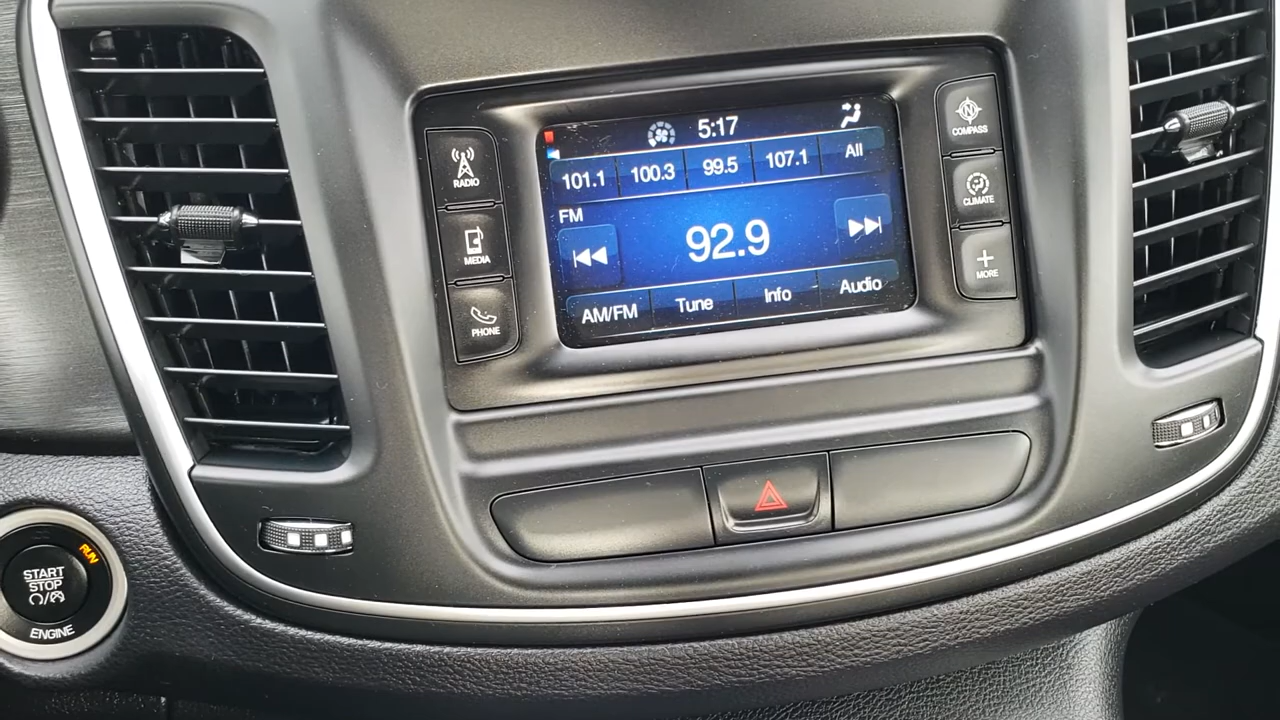 5:17
101.1 100.3 99.5 107.1 All
FM
92.9
AM/FM Tune Info Audio
RADIO
MEDIA
PHONE
N
COMPASS
CLIMATE
MORE
RUN
START
STOP
ENGINE